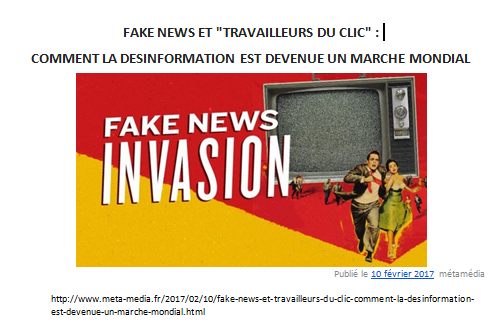 FAKE NEWS ET "TRAVAILLEURS DU CLIC" :
COMMENT LA DESINFORMATION EST DEVENUE UN MARCHE MONDIAL
FAKE NEWS
INVASION
Publié le 10 février 2017 métamédia
http://www.meta-media.fr/2017/02/10/fake-news-et-travailleurs-du-clic-comment-la-desinformation-
est-devenue-un-marche-mondial.html